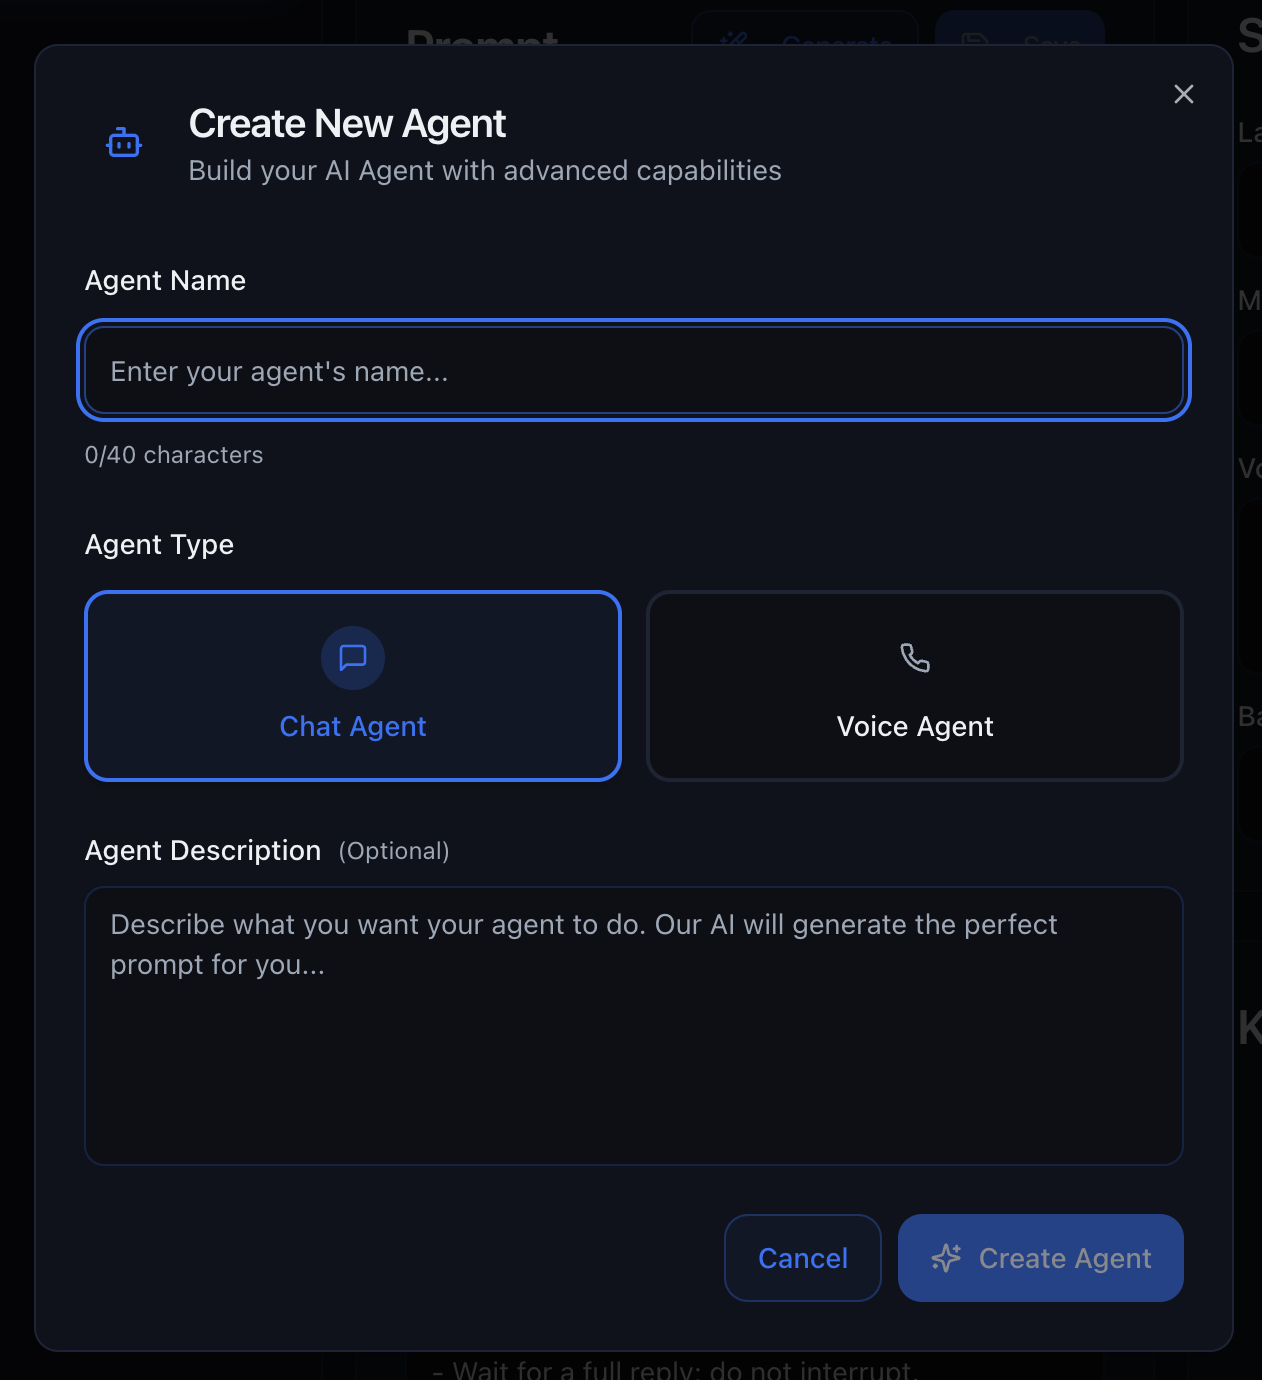 Prompt
Generate
Save
Create New Agent
Build your AI Agent with advanced capabilities
Agent Name
Enter your agent's name...
0/40 characters
Agent Type
Chat Agent
Voice Agent
Agent Description (Optional)
Describe what you want your agent to do. Our AI will generate the perfect
prompt for you...
Cancel
Create Agent
- Wait for a full reply; do not interrupt.